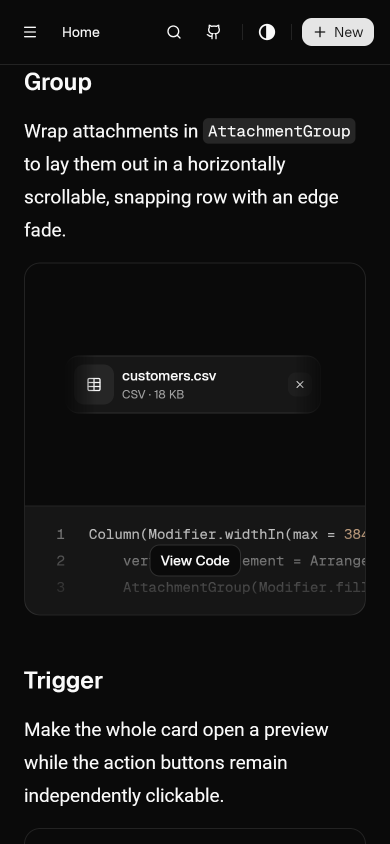 Home
New
Group
Wrap attachments in AttachmentGroup
to lay them out in a horizontally
scrollable, snapping row with an edge
fade.
customers.csv
CSV · 18 KB
1 Column(Modifier.widthIn(max = 384
2 ver View Code ement = Arrange
3 AttachmentGroup(Modifier.fill
Trigger
Make the whole card open a preview
while the action buttons remain
independently clickable.